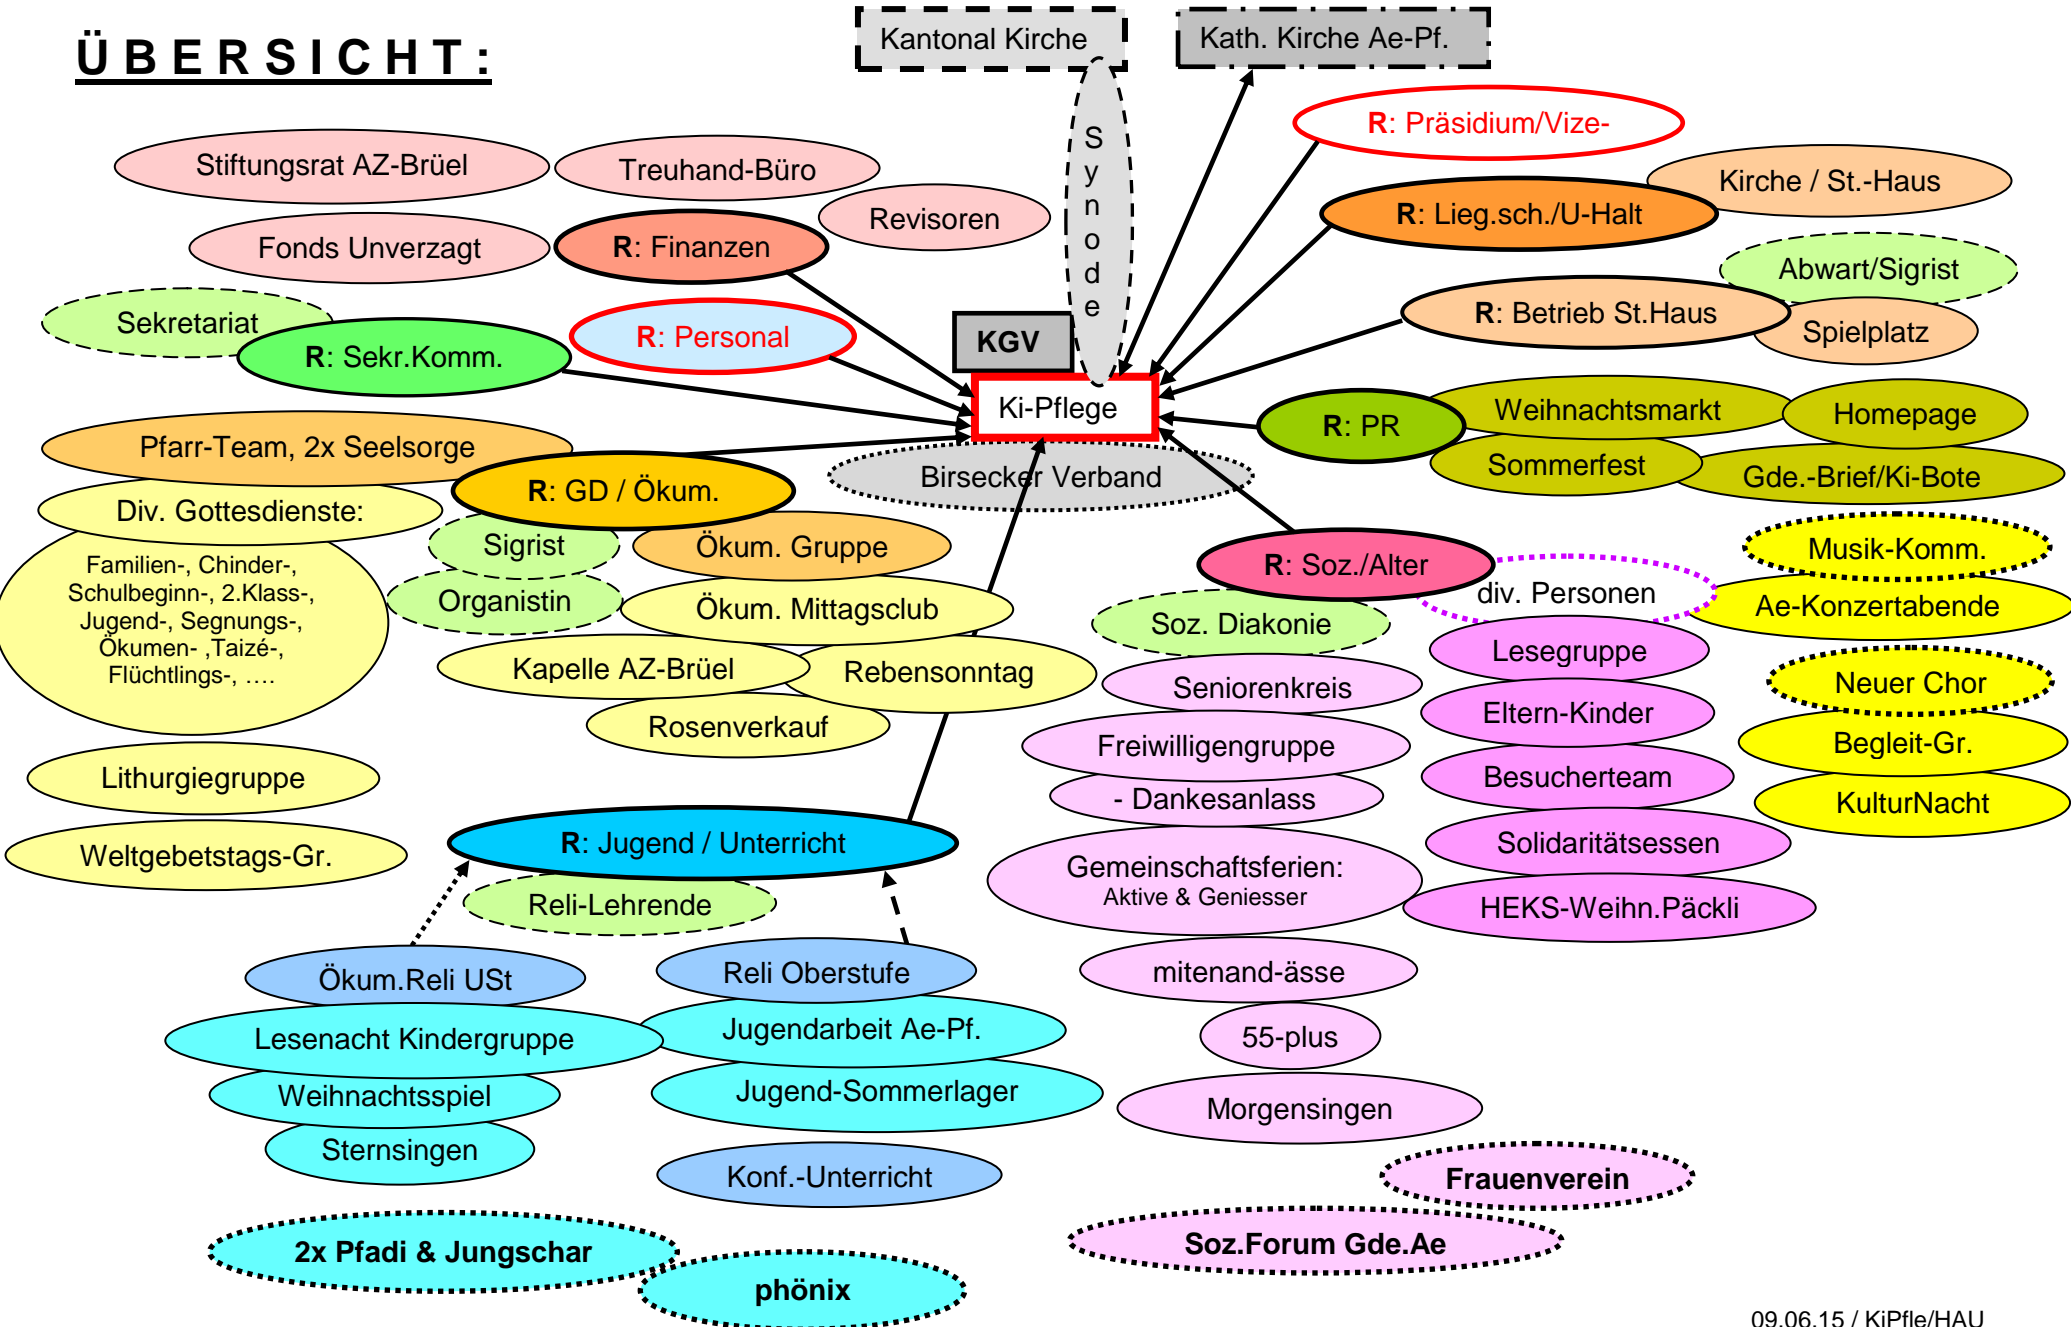 ÜBERSICHT:
Kantonal Kirche
Kath. Kirche Ae-Pf.
Synode
R: Präsidium/Vize-
Stiftungsrat AZ-Brüel
Treuhand-Büro
Kirche / St.-Haus
Revisoren
R: Lieg.sch./U-Halt
Fonds Unverzagt
R: Finanzen
Abwart/Sigrist
Sekretariat
R: Personal
KGV
R: Betrieb St.Haus
Spielplatz
R: Sekr.Komm.
Ki-Pflege
Weihnachtsmarkt
Homepage
R: PR
Pfarr-Team, 2x Seelsorge
Sommerfest
Gde.-Brief/Ki-Bote
Birsecker Verband
R: GD / Ökum.
Div. Gottesdienste:
Sigrist
Ökum. Gruppe
Musik-Komm.
Familien-, Chinder-,
Schulbeginn-, 2.Klass-,
Jugend-, Segnungs-,
Ökumen- ,Taizé-,
Flüchtlings-, ….
R: Soz./Alter
div. Personen
Organistin
Ökum. Mittagsclub
Ae-Konzertabende
Soz. Diakonie
Lesegruppe
Kapelle AZ-Brüel
Rebensonntag
Seniorenkreis
Neuer Chor
Rosenverkauf
Eltern-Kinder
Freiwilligengruppe
Begleit-Gr.
Lithurgiegruppe
Besucherteam
- Dankesanlass
KulturNacht
Weltgebetstags-Gr.
R: Jugend / Unterricht
Solidaritätsessen
Gemeinschaftsferien:
Aktive & Geniesser
Reli-Lehrende
HEKS-Weihn.Päckli
Ökum.Reli USt
Reli Oberstufe
mitenand-ässe
Lesenacht Kindergruppe
Jugendarbeit Ae-Pf.
55-plus
Weihnachtsspiel
Jugend-Sommerlager
Morgensingen
Sternsingen
Konf.-Unterricht
Frauenverein
2x Pfadi & Jungschar
Soz.Forum Gde.Ae
phönix
09.06.15 / KiPfle/HAU